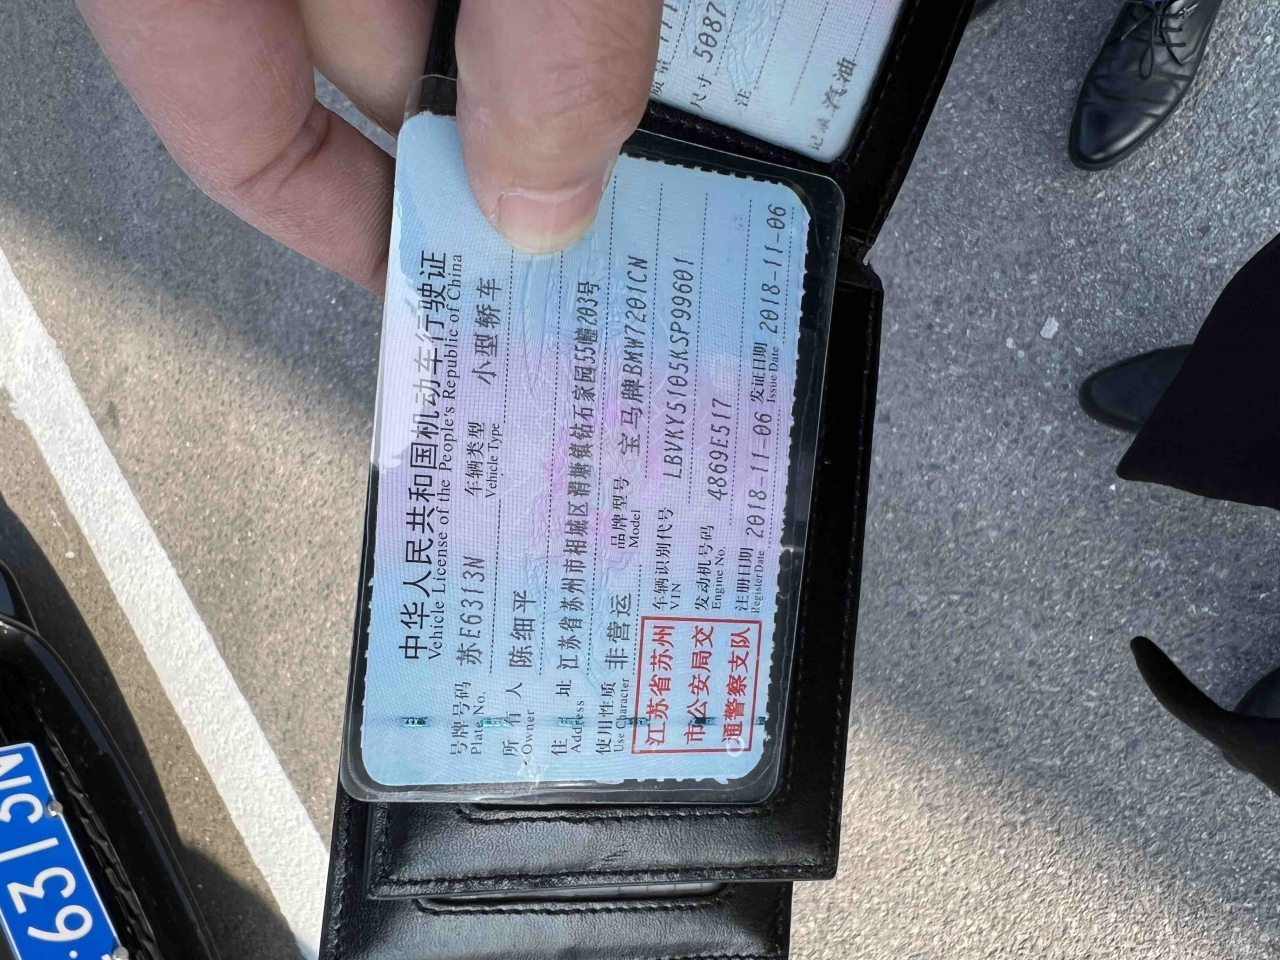 中华人民共和国机动车行驶证
Vehicle License of the People's Republic of China
号牌号码 苏E6313N 车辆类型 小型轿车
Plate No. Vehicle Type
所有人 陈细平
Owner
住址 江苏省苏州市相城区渭塘镇钻石家园55幢203号
Address
使用性质 非营运 品牌型号 宝马牌BMW7201CN
Use Character Model
江苏省苏州
市公安局交
通警察支队
车辆识别代号 LBVKY5105KSP99601
VIN
发动机号码 4869E517
Engine No.
注册日期 2018-11-06 发证日期 2018-11-06
Register Date Issue Date
尺寸 5087
注
汽油
6313N